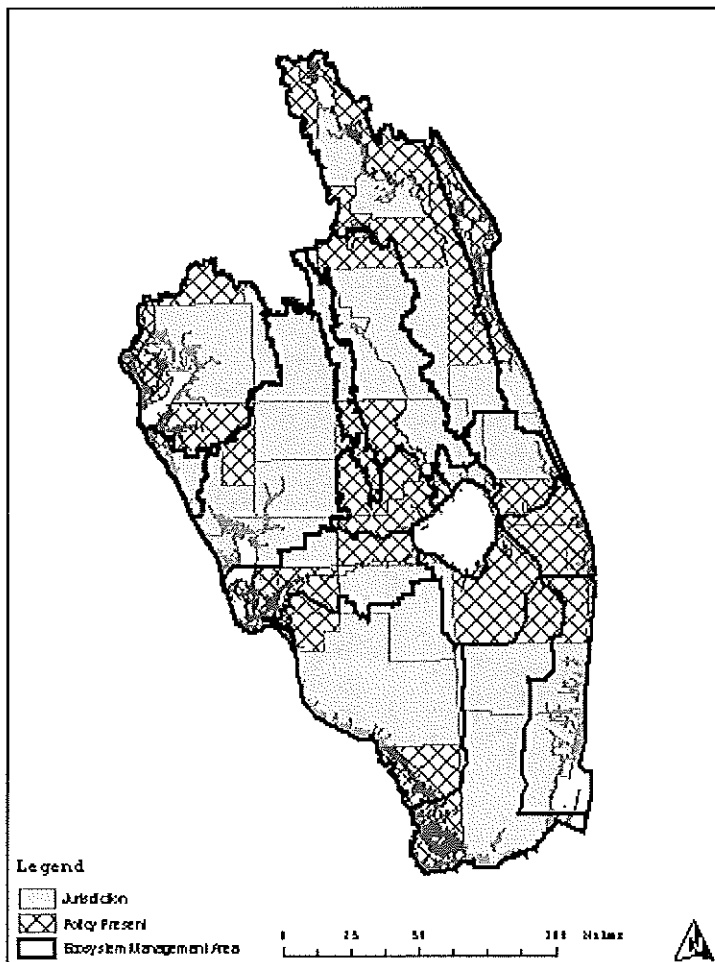 Legend
Jurisdiction
Policy Present
Ecosystem Management Area
0 25 50 100 Miles
N